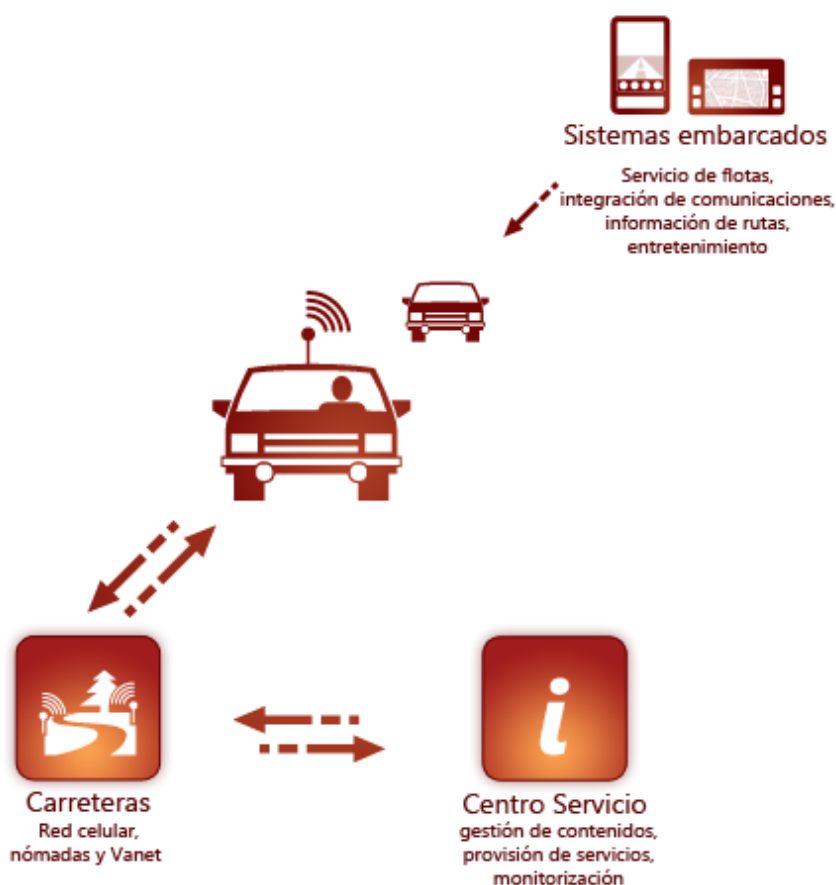 Sistemas embarcados
Servicio de flotas,
integración de comunicaciones,
información de rutas,
entretenimiento
Carreteras
Red celular,
nómadas y Vanet
Centro Servicio
gestión de contenidos,
provisión de servicios,
monitorización